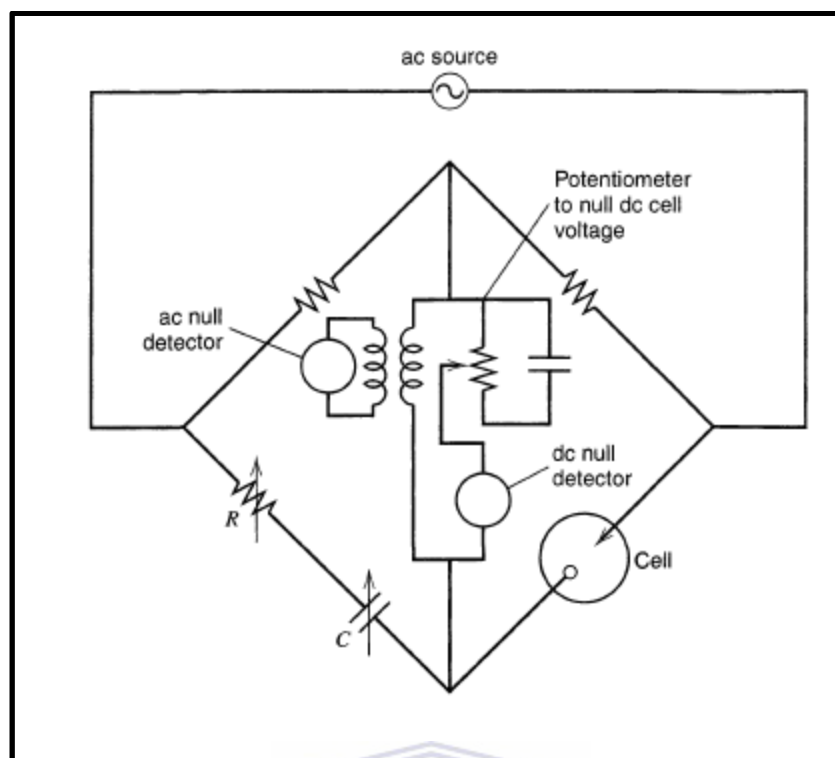 ac source
Potentiometer
to null dc cell
voltage
ac null
detector
dc null
detector
R
Cell
C